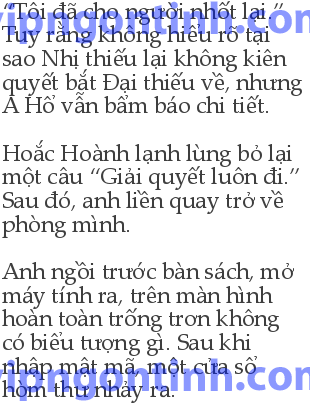 “Tôi đã cho người nhốt lại.”
Tuy rằng không hiểu rõ tại
sao Nhị thiếu lại không kiên
quyết bắt Đại thiếu về, nhưng
A Hổ vẫn bẩm báo chi tiết.
Hoắc Hoành lạnh lùng bỏ lại
một câu “Giải quyết luôn đi.”
Sau đó, anh liền quay trở về
phòng mình.
Anh ngồi trước bàn sách, mở
máy tính ra, trên màn hình
hoàn toàn trống trơn không
có biểu tượng gì. Sau khi
nhập mật mã, một cửa sổ
hòm thư nhảy ra.
vipngontinh.com
vipngontinh.com